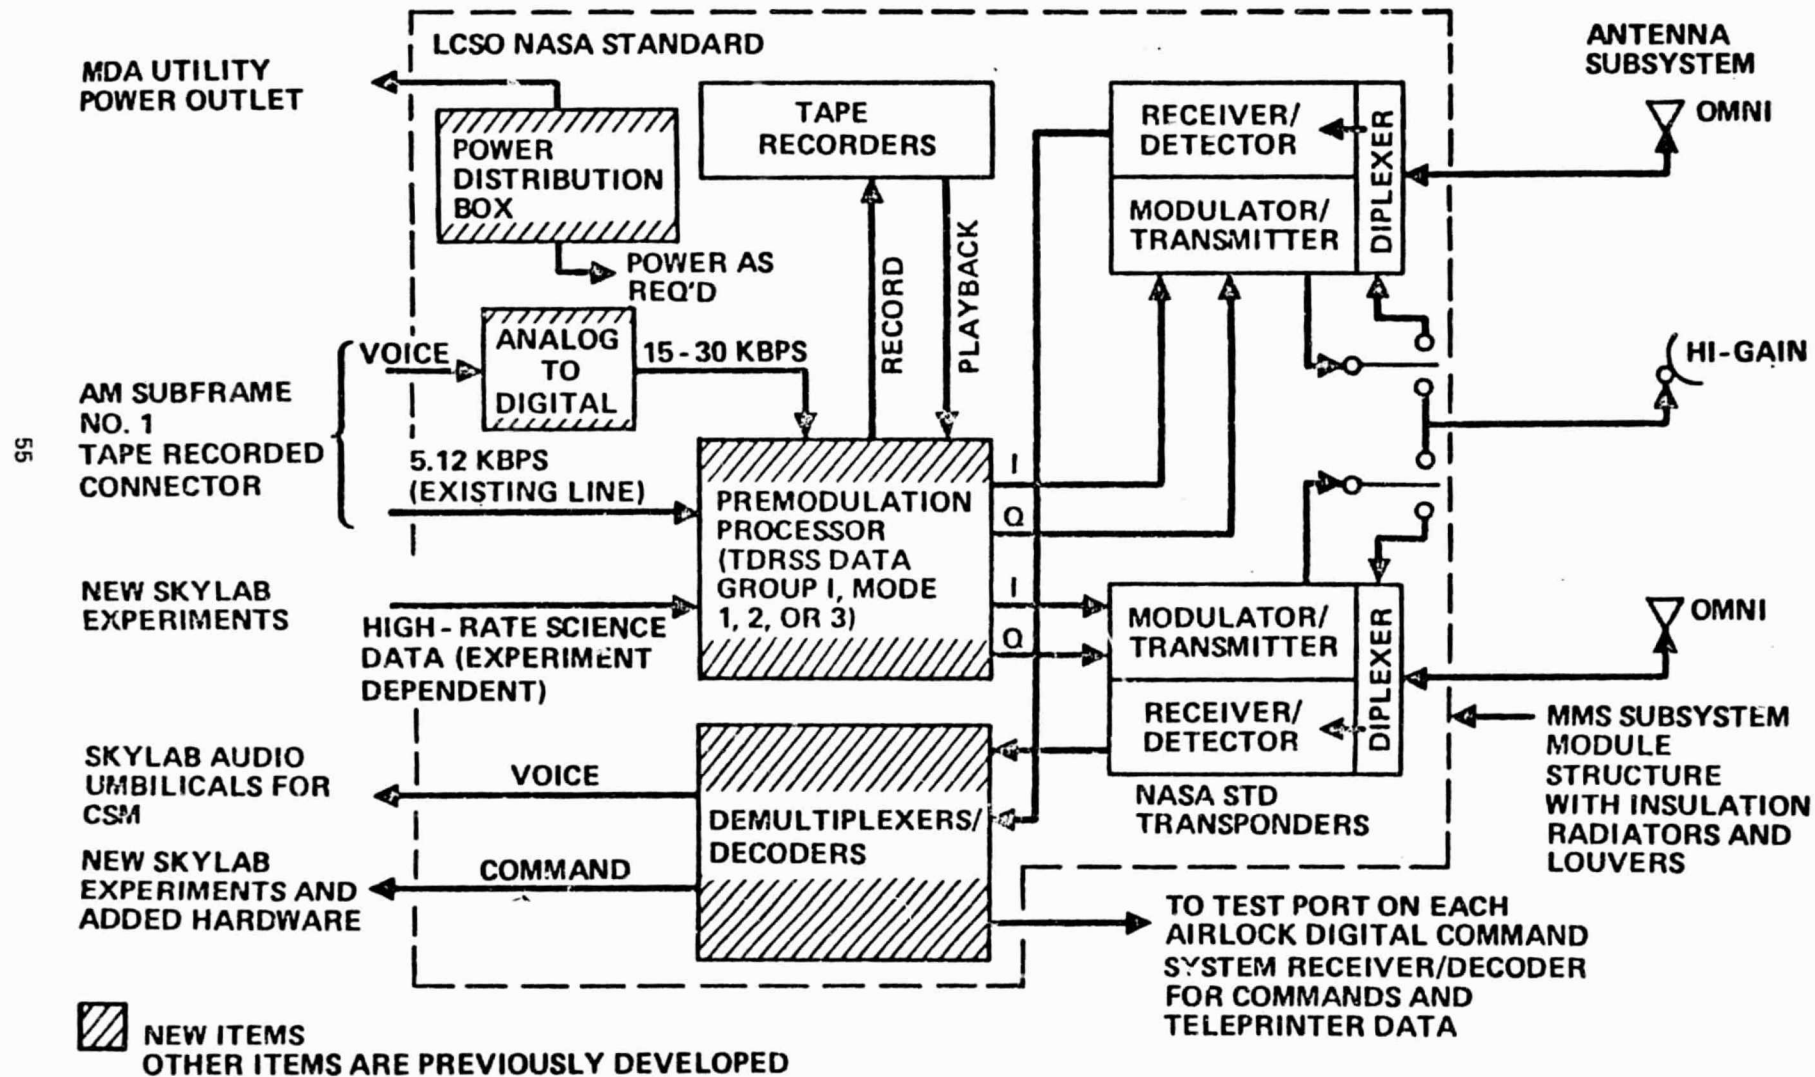 LCSO NASA STANDARD
ANTENNA
SUBSYSTEM
MDA UTILITY
POWER OUTLET
POWER
DISTRIBUTION
BOX
POWER AS
REQ'D
TAPE
RECORDERS
RECORD
PLAYBACK
RECEIVER/
DETECTOR
MODULATOR/
TRANSMITTER
DIPLEXER
OMNI
HI-GAIN
VOICE
ANALOG
TO
DIGITAL
15-30 KBPS
AM SUBFRAME
NO. 1
TAPE RECORDED
CONNECTOR
5.12 KBPS
(EXISTING LINE)
PREMODULATION
PROCESSOR
(TDRSS DATA
GROUP I, MODE
1, 2, OR 3)
I
Q
I
Q
NEW SKYLAB
EXPERIMENTS
HIGH-RATE SCIENCE
DATA (EXPERIMENT
DEPENDENT)
MODULATOR/
TRANSMITTER
RECEIVER/
DETECTOR
DIPLEXER
OMNI
NASA STD
TRANSPONDERS
MMS SUBSYSTEM
MODULE
STRUCTURE
WITH INSULATION
RADIATORS AND
LOUVERS
SKYLAB AUDIO
UMBILICALS FOR
CSM
VOICE
DEMULTIPLEXERS/
DECODERS
NEW SKYLAB
EXPERIMENTS AND
ADDED HARDWARE
COMMAND
TO TEST PORT ON EACH
AIRLOCK DIGITAL COMMAND
SYSTEM RECEIVER/DECODER
FOR COMMANDS AND
TELEPRINTER DATA
NEW ITEMS
OTHER ITEMS ARE PREVIOUSLY DEVELOPED
55